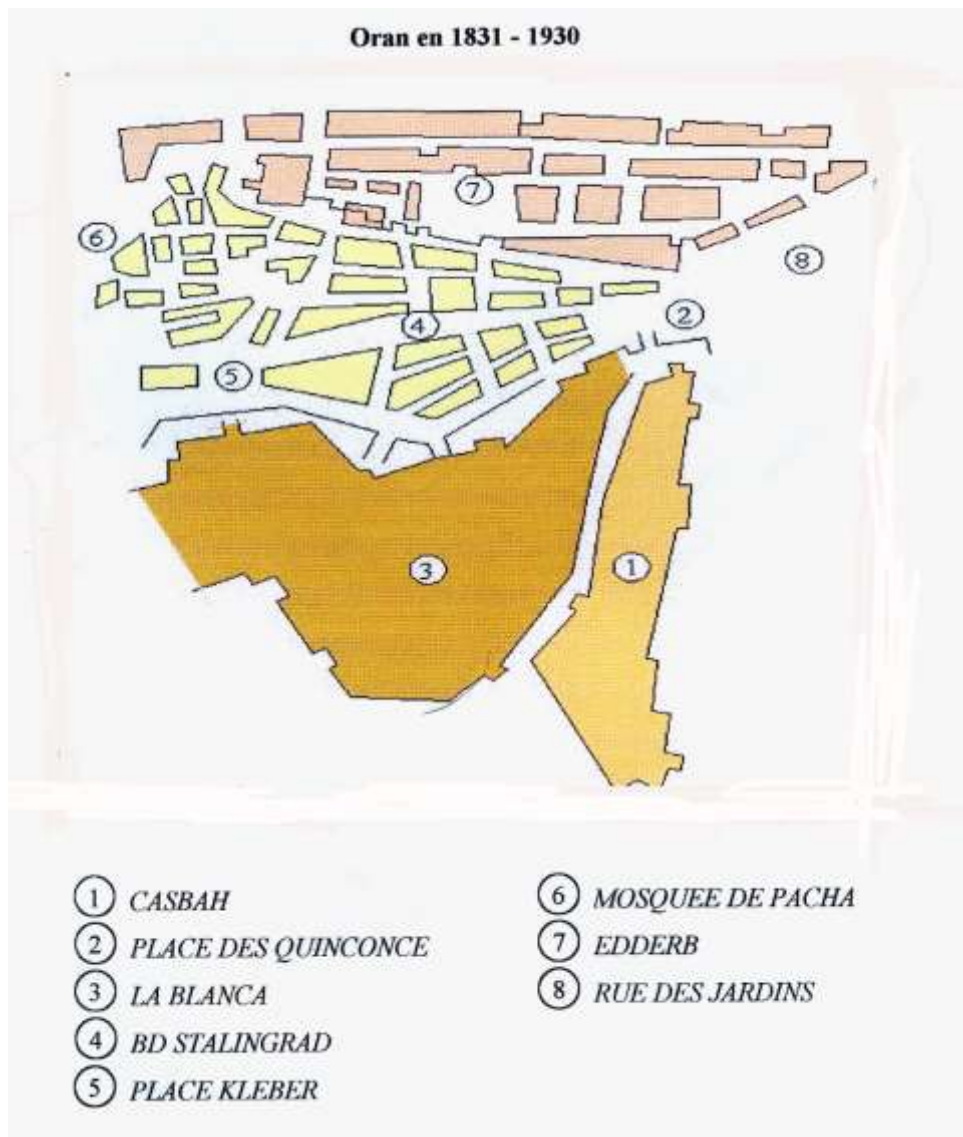 Oran en 1831 - 1930
7
6
8
2
4
5
3
1
1 CASBAH
2 PLACE DES QUINCONCE
3 LA BLANCA
4 BD STALINGRAD
5 PLACE KLEBER
6 MOSQUEE DE PACHA
7 EDDERB
8 RUE DES JARDINS